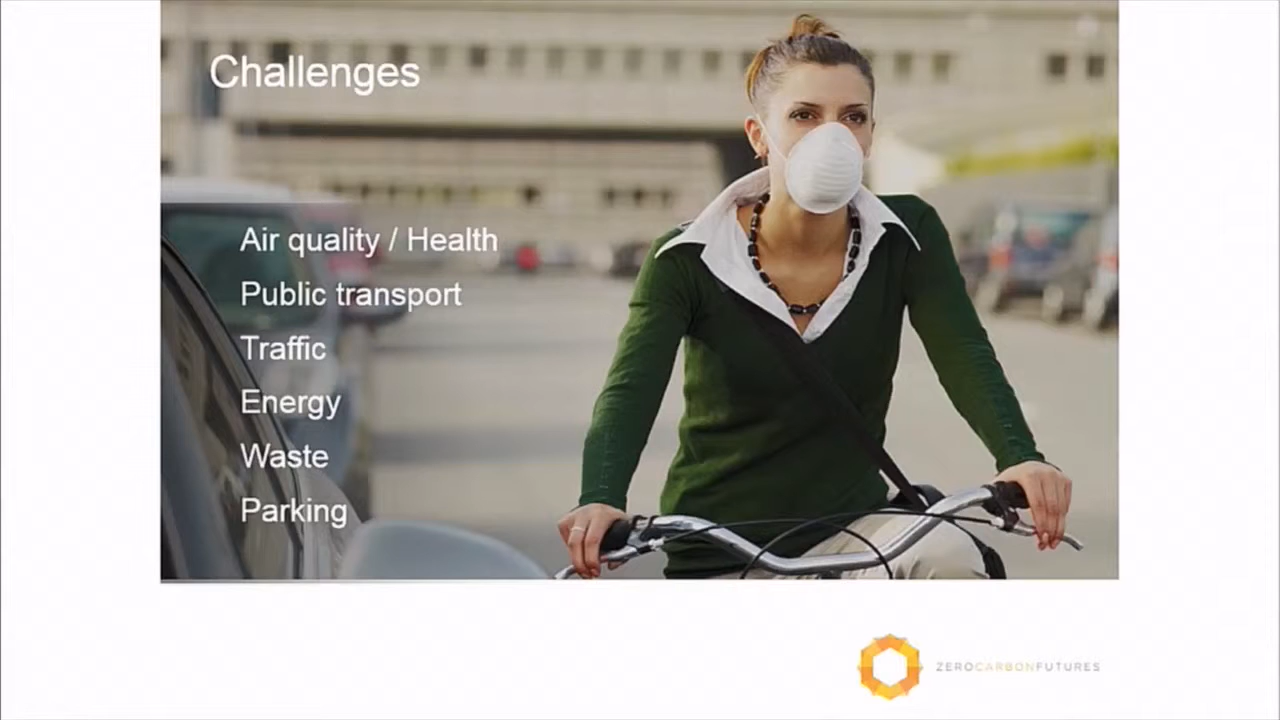 Challenges
Air quality / Health
Public transport
Traffic
Energy
Waste
Parking
ZEROCARBONFUTURES